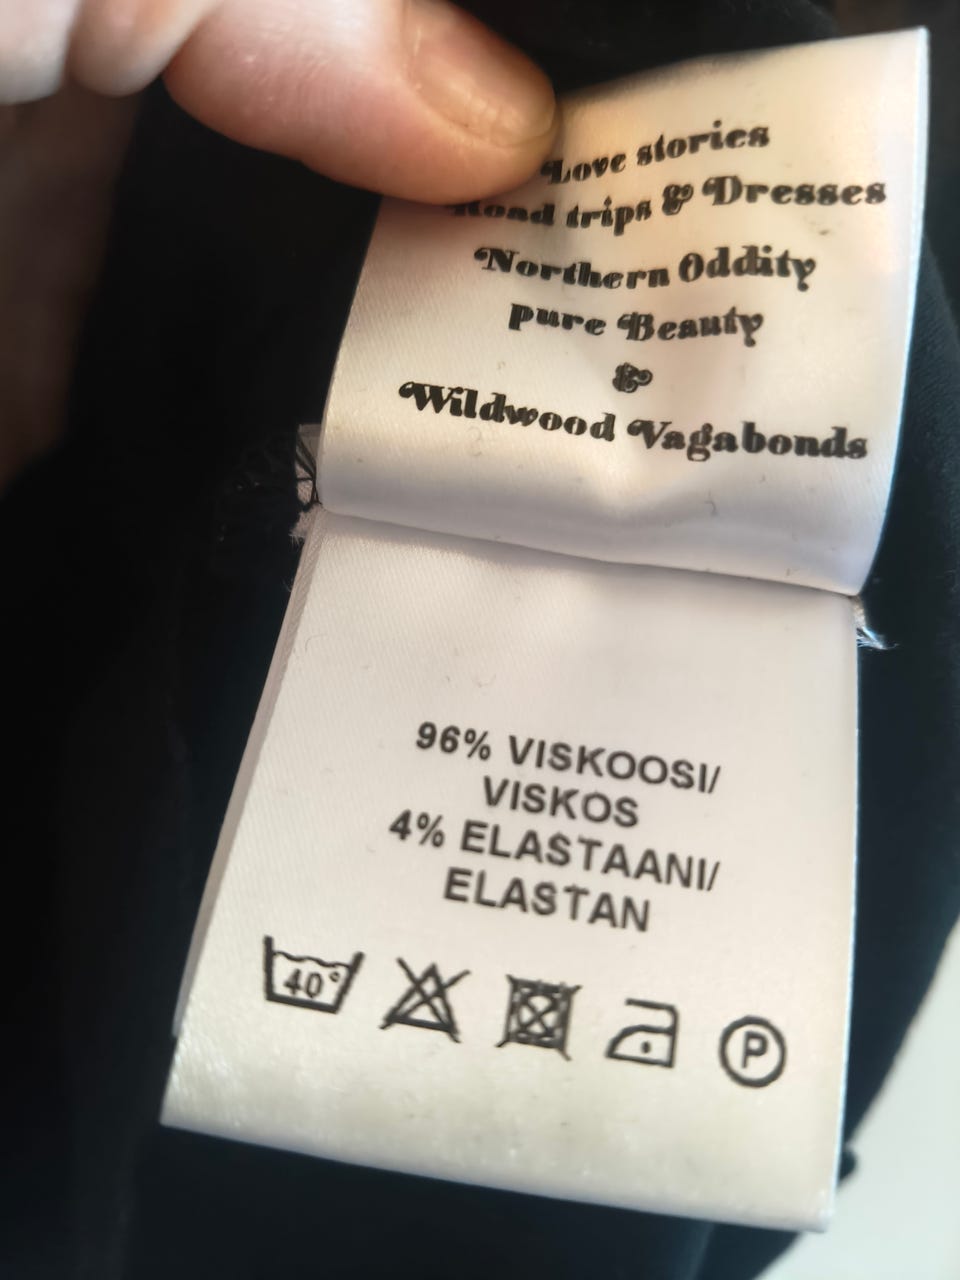 Love stories
Road trips & Dresses
Northern Oddity
pure Beauty
&
Wildwood Vagabonds
96% VISKOOSI/
VISKOS
4% ELASTAANI/
ELASTAN
40°
P